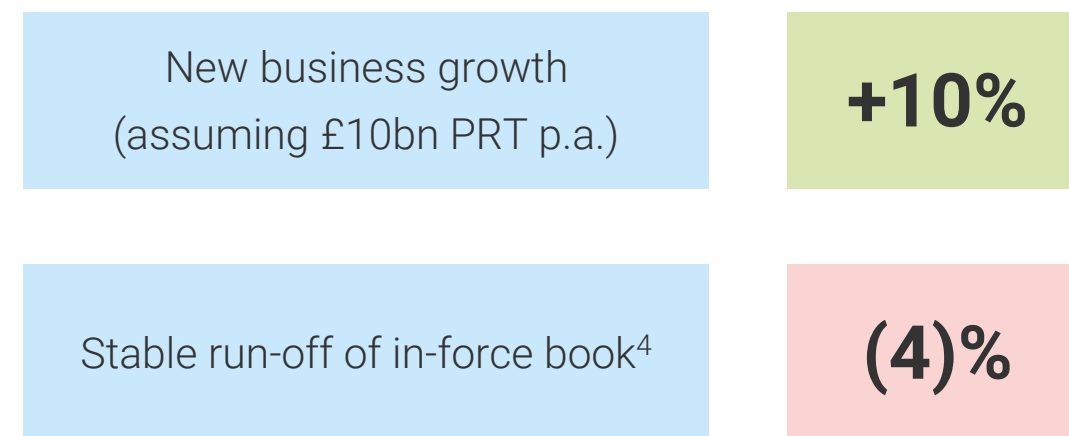 New business growth
(assuming £10bn PRT p.a.)
+10%
Stable run-off of in-force book⁴
(4)%